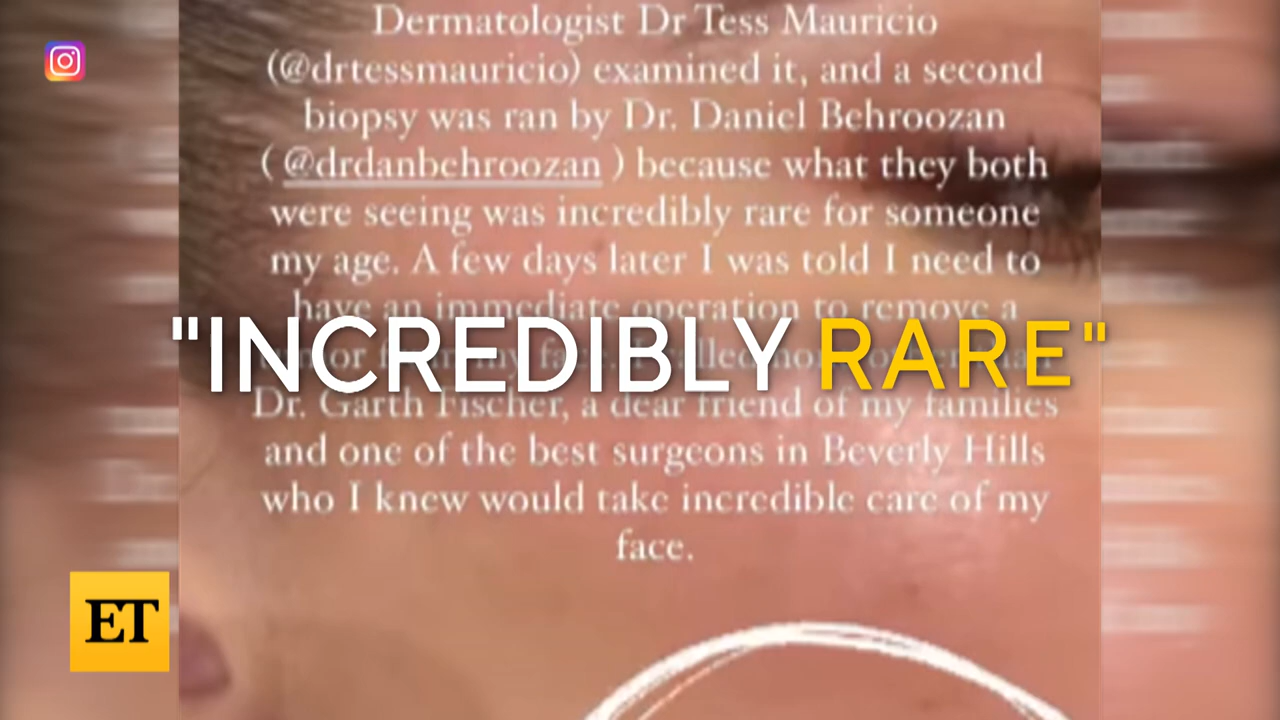 Dermatologist Dr Tess Mauricio
(@drtessmauricio) examined it, and a second
biopsy was ran by Dr. Daniel Behroozan
( @drdanbehroozan ) because what they both
were seeing was incredibly rare for someone
my age. A few days later I was told I need to
have an immediate operation to remove a
"INCREDIBLY RARE"
Dr. Garth Fischer, a dear friend of my families
and one of the best surgeons in Beverly Hills
who I knew would take incredible care of my
face.
ET